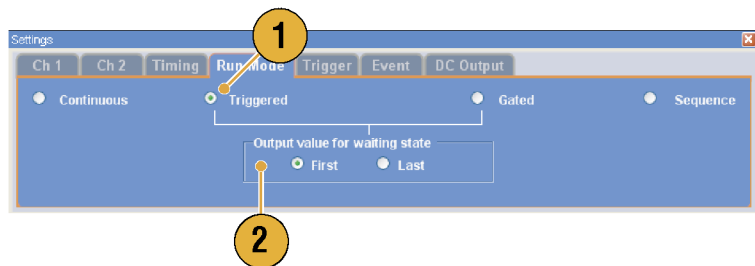 1
Settings
Ch 1 Ch 2 Timing Run Mode Trigger Event DC Output
Continuous Triggered Gated Sequence
Output value for waiting state
First Last
2